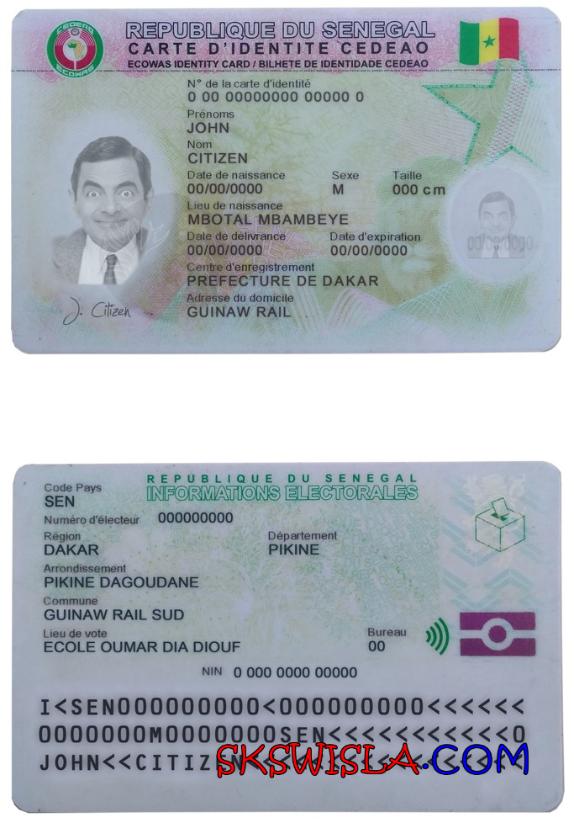 CEDEAO
ECOWAS
REPUBLIQUE DU SENEGAL
CARTE D'IDENTITE CEDEAO
ECOWAS IDENTITY CARD / BILHETE DE IDENTIDADE CEDEAO
N° de la carte d'identité
0 00 00000000 00000 0
Prénoms
JOHN
Nom
CITIZEN
Date de naissance Sexe Taille
00/00/0000 M 000 cm
Lieu de naissance
MBOTAL MBAMBEYE
Date de délivrance Date d'expiration
00/00/0000 00/00/0000
Centre d'enregistrement
PREFECTURE DE DAKAR
Adresse du domicile
GUINAW RAIL
J. Citizen
00/00/0000
REPUBLIQUE DU SENEGAL
INFORMATIONS ELECTORALES
Code Pays
SEN
Numéro d'électeur 000000000
Région Département
DAKAR PIKINE
Arrondissement
PIKINE DAGOUDANE
Commune
GUINAW RAIL SUD
Lieu de vote Bureau
ECOLE OUMAR DIA DIOUF 00
NIN 0 000 0000 00000
I<SEN000000000<000000000<<<<<<
0000000M0000000SEN<<<<<<<<<<<0
JOHN<<CITIZEN<<<<<<<<<<<<<<<<<
SKSWISLA.COM